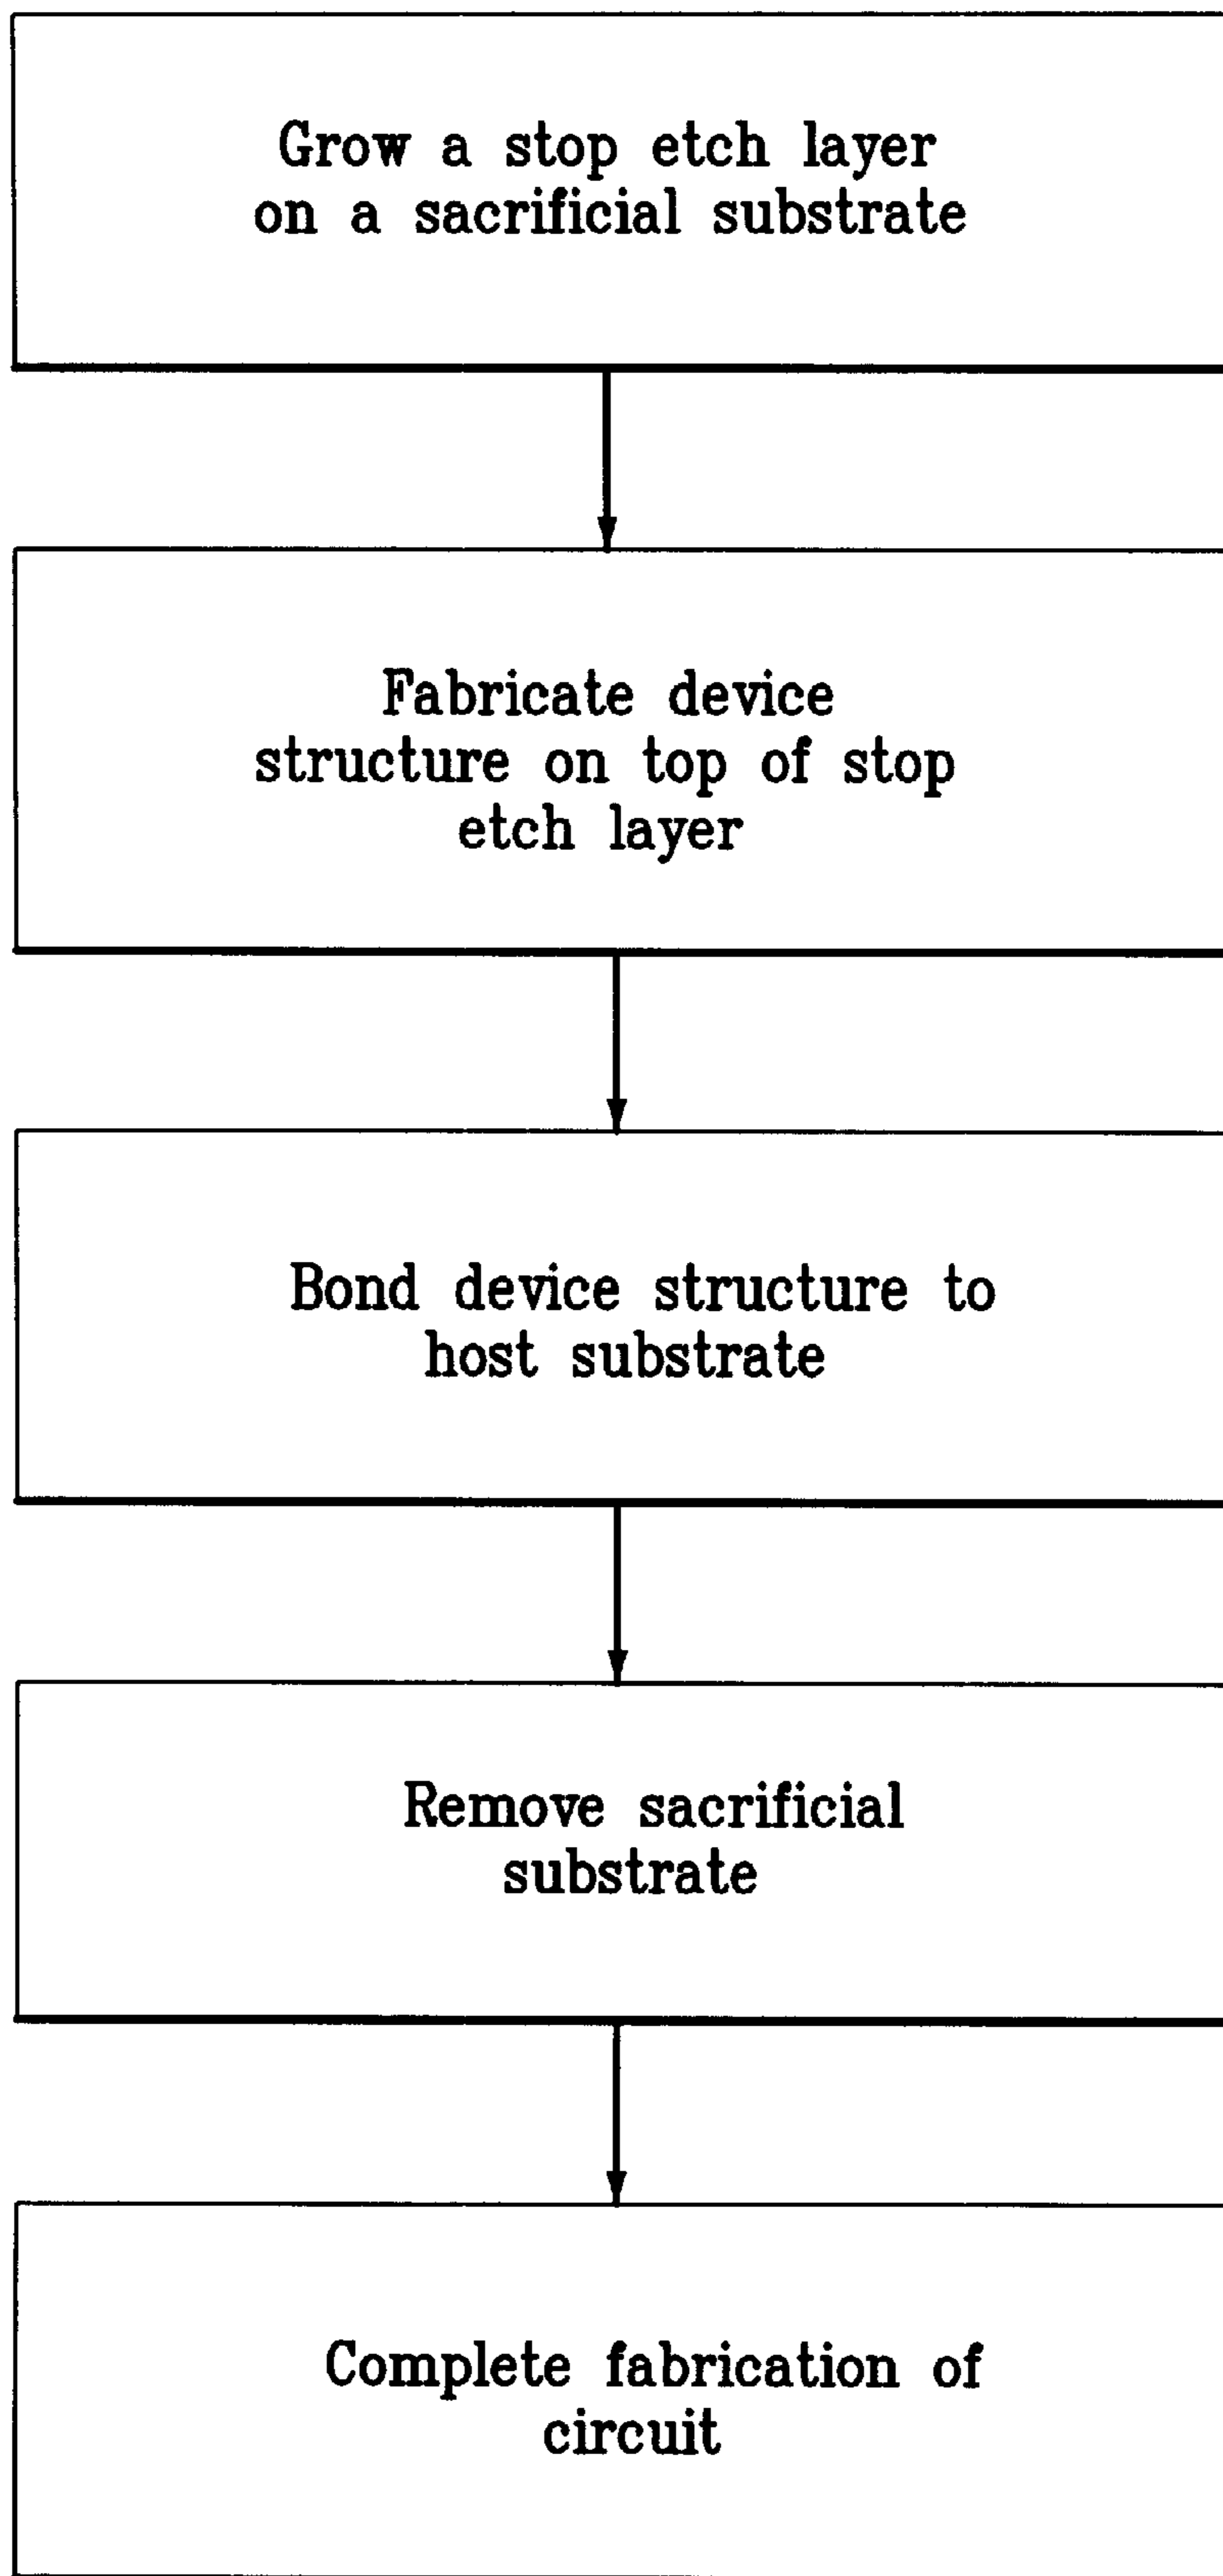 Grow a stop etch layer
on a sacrificial substrate
Fabricate device
structure on top of stop
etch layer
Bond device structure to
host substrate
Remove sacrificial
substrate
Complete fabrication of
circuit